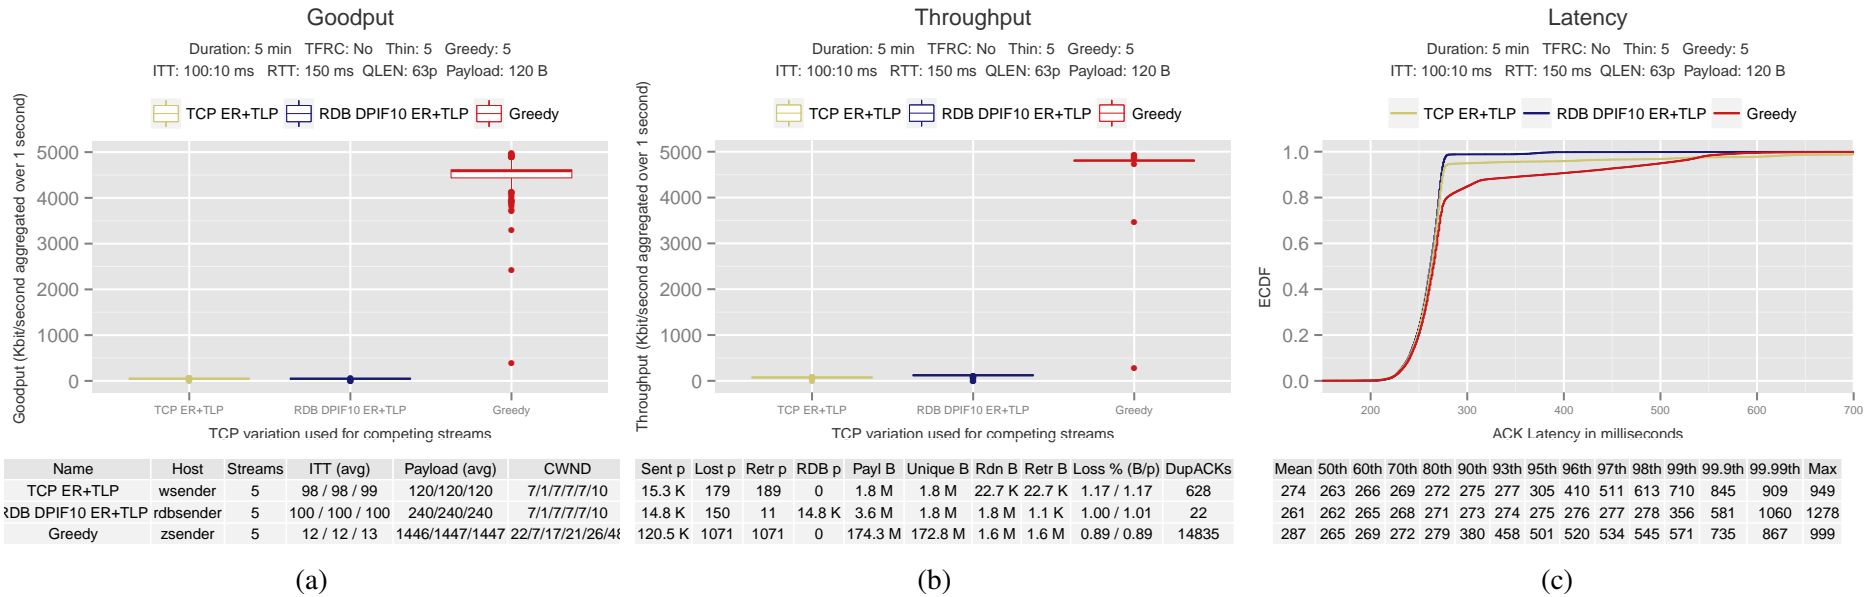 Goodput
Duration: 5 min TFRC: No Thin: 5 Greedy: 5
ITT: 100:10 ms RTT: 150 ms QLEN: 63p Payload: 120 B
TCP ER+TLP RDB DPIF10 ER+TLP Greedy
Goodput (Kbit/second aggregated over 1 second)
5000
4000
3000
2000
1000
0
TCP ER+TLP RDB DPIF10 ER+TLP Greedy
TCP variation used for competing streams
Name Host Streams ITT (avg) Payload (avg) CWND
TCP ER+TLP wsender 5 98 / 98 / 99 120/120/120 7/1/7/7/7/10
RDB DPIF10 ER+TLP rdbsender 5 100 / 100 / 100 240/240/240 7/1/7/7/7/10
Greedy zsender 5 12 / 12 / 13 1446/1447/1447 22/7/17/21/26/48
(a)
Throughput
Duration: 5 min TFRC: No Thin: 5 Greedy: 5
ITT: 100:10 ms RTT: 150 ms QLEN: 63p Payload: 120 B
TCP ER+TLP RDB DPIF10 ER+TLP Greedy
Throughput (Kbit/second aggregated over 1 second)
5000
4000
3000
2000
1000
0
TCP ER+TLP RDB DPIF10 ER+TLP Greedy
TCP variation used for competing streams
Sent p Lost p Retr p RDB p Payl B Unique B Rdn B Retr B Loss % (B/p) DupACKs
15.3 K 179 189 0 1.8 M 1.8 M 22.7 K 22.7 K 1.17 / 1.17 628
14.8 K 150 11 14.8 K 3.6 M 1.8 M 1.8 M 1.1 K 1.00 / 1.01 22
120.5 K 1071 1071 0 174.3 M 172.8 M 1.6 M 1.6 M 0.89 / 0.89 14835
(b)
Latency
Duration: 5 min TFRC: No Thin: 5 Greedy: 5
ITT: 100:10 ms RTT: 150 ms QLEN: 63p Payload: 120 B
TCP ER+TLP RDB DPIF10 ER+TLP Greedy
ECDF
1.0
0.8
0.6
0.4
0.2
0.0
200 300 400 500 600 700
ACK Latency in milliseconds
Mean 50th 60th 70th 80th 90th 93th 95th 96th 97th 98th 99th 99.9th 99.99th Max
274 263 266 269 272 275 277 305 410 511 613 710 845 909 949
261 262 265 268 271 273 274 275 276 277 278 356 581 1060 1278
287 265 269 272 279 380 458 501 520 534 545 571 735 867 999
(c)